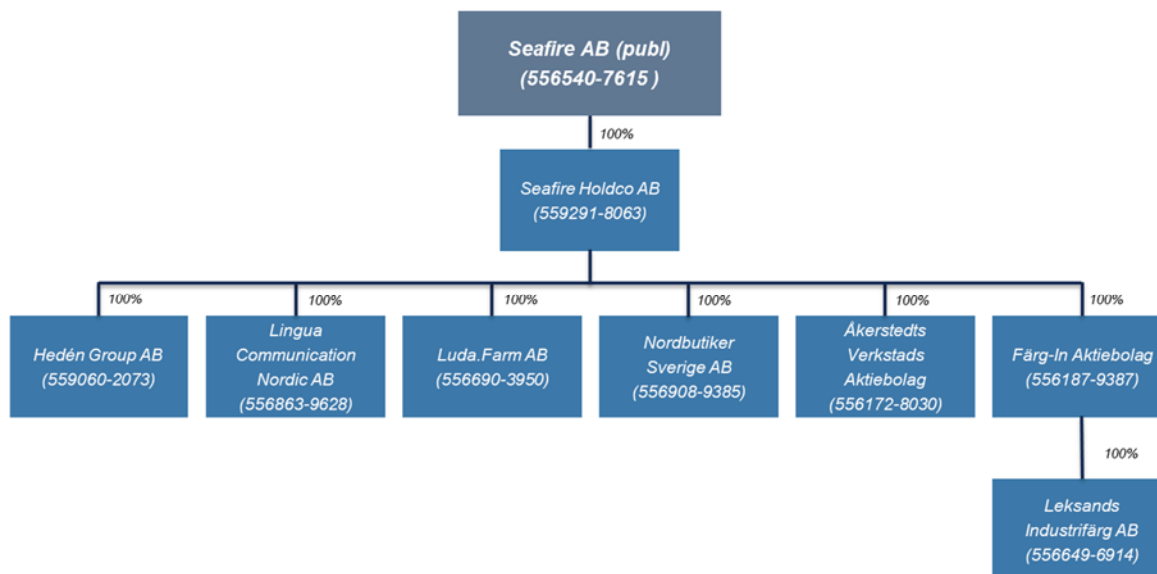 Seafire AB (publ)
(556540-7615 )
100%
Seafire Holdco AB
(559291-8063)
100%
100%
100%
100%
100%
100%
Hedén Group AB
(559060-2073)
Lingua
Communication
Nordic AB
(556863-9628)
Luda.Farm AB
(556690-3950)
Nordbutiker
Sverige AB
(556908-9385)
Åkerstedts
Verkstads
Aktiebolag
(556172-8030)
Färg-In Aktiebolag
(556187-9387)
100%
Leksands
Industrifärg AB
(556649-6914)